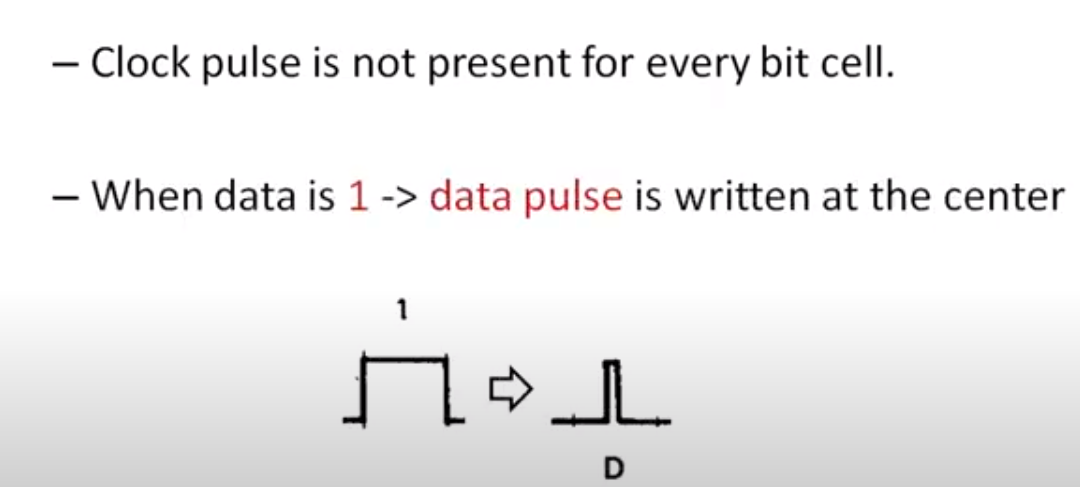 – Clock pulse is not present for every bit cell.
– When data is 1 -> data pulse is written at the center
1
D